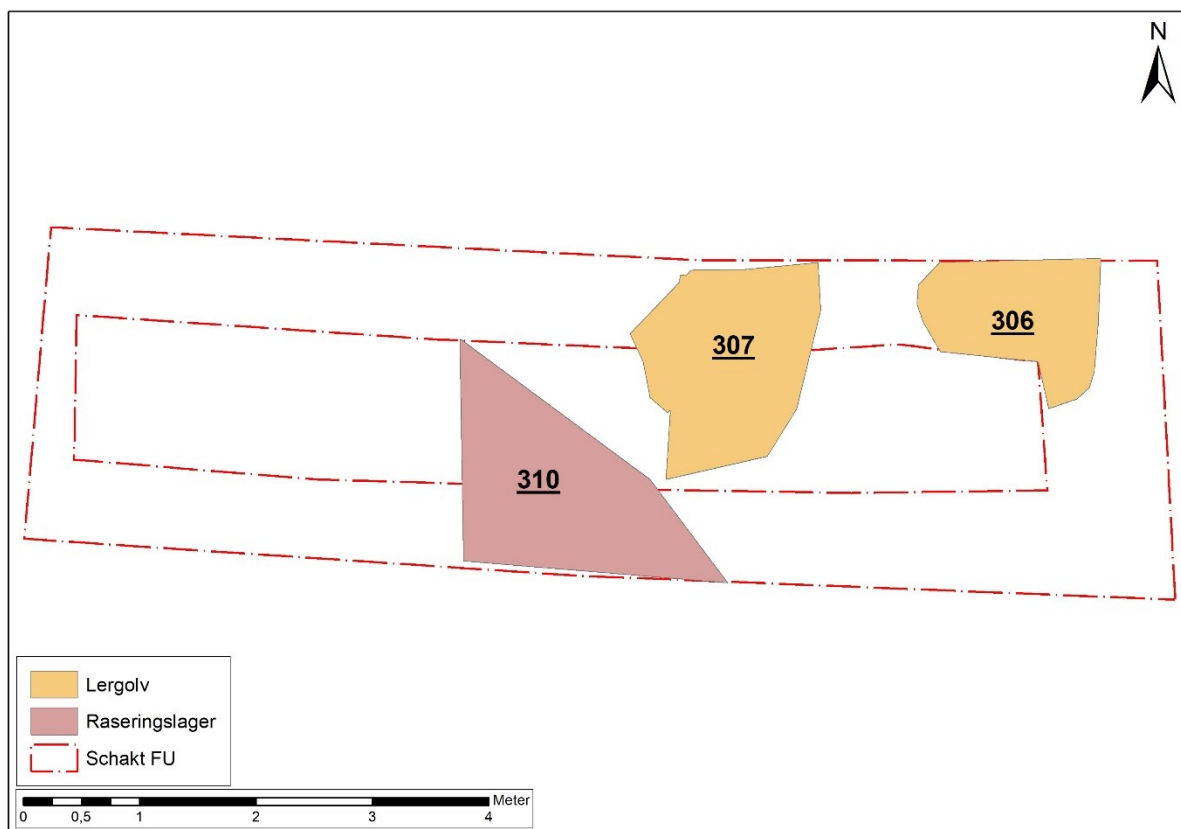 N
306
307
310
Lergolv
Raseringslager
Schakt FU
Meter
0 0,5 1 2 3 4